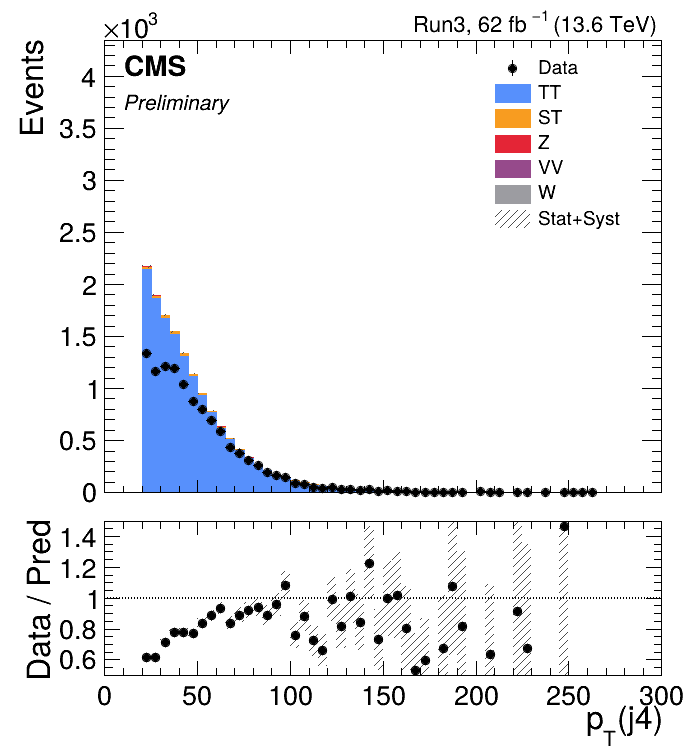 ×10³ Run3, 62 fb⁻¹ (13.6 TeV)
CMS
Preliminary
Events
Data
TT
ST
Z
VV
W
Stat+Syst
4
3.5
3
2.5
2
1.5
1
0.5
0
Data / Pred
1.4
1.2
1
0.8
0.6
0 50 100 150 200 250 300
p_T(j4)